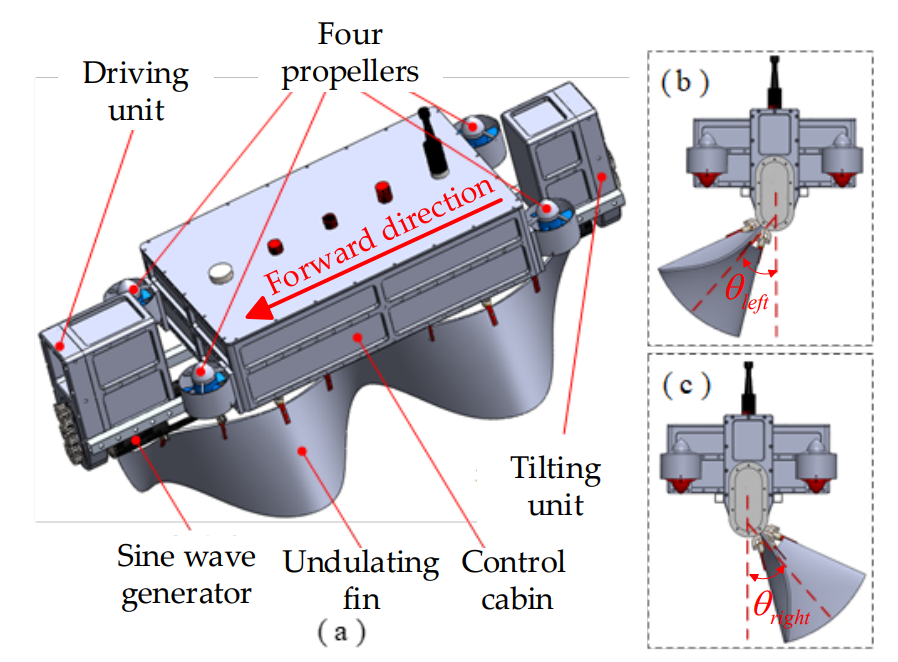 Four
propellers
Driving
unit
Forward direction
Tilting
unit
Sine wave
generator
Undulating
fin
Control
cabin
( a )
( b )
θleft
( c )
θright